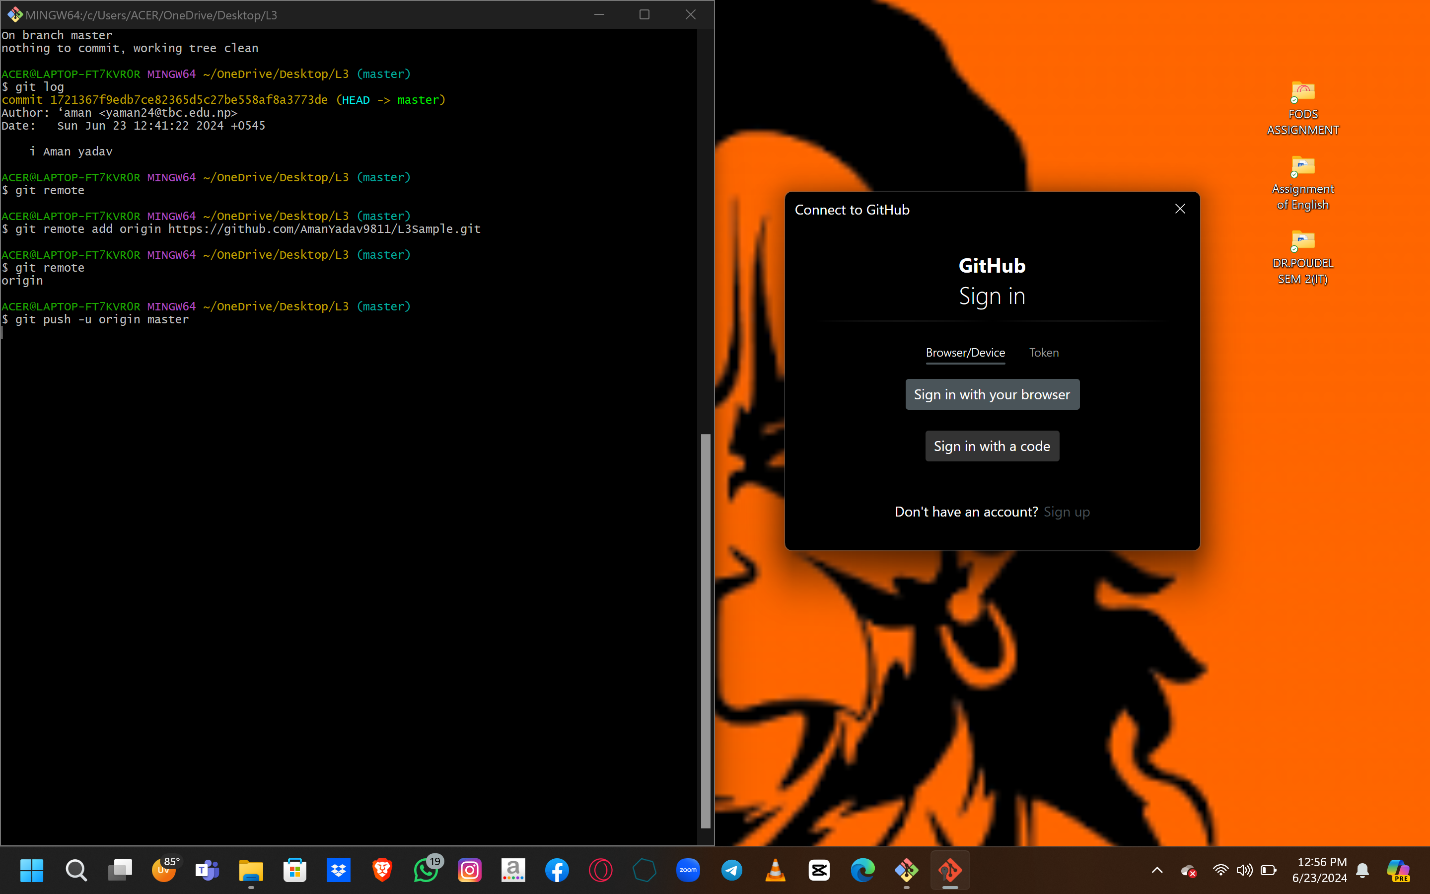 MINGW64:/c/Users/ACER/OneDrive/Desktop/L3
On branch master
nothing to commit, working tree clean
ACER@LAPTOP-FT7KVR0R MINGW64 ~/OneDrive/Desktop/L3 (master)
$ git log
commit 1721367f9edb7ce82365d5c27be558af8a3773de (HEAD -> master)
Author: ‘aman <yaman24@tbc.edu.np>
Date:   Sun Jun 23 12:41:22 2024 +0545
i Aman yadav
ACER@LAPTOP-FT7KVR0R MINGW64 ~/OneDrive/Desktop/L3 (master)
$ git remote
ACER@LAPTOP-FT7KVR0R MINGW64 ~/OneDrive/Desktop/L3 (master)
$ git remote add origin https://github.com/AmanYadav9811/L3Sample.git
ACER@LAPTOP-FT7KVR0R MINGW64 ~/OneDrive/Desktop/L3 (master)
$ git remote
origin
ACER@LAPTOP-FT7KVR0R MINGW64 ~/OneDrive/Desktop/L3 (master)
$ git push -u origin master
Connect to GitHub
GitHub
Sign in
Browser/Device Token
Sign in with your browser
Sign in with a code
Don't have an account? Sign up
FODS
ASSIGNMENT
Assignment
of English
DR.POUDEL
SEM 2(IT)
85°
UV
T
19
a
zoom
12:56 PM
6/23/2024
PRE